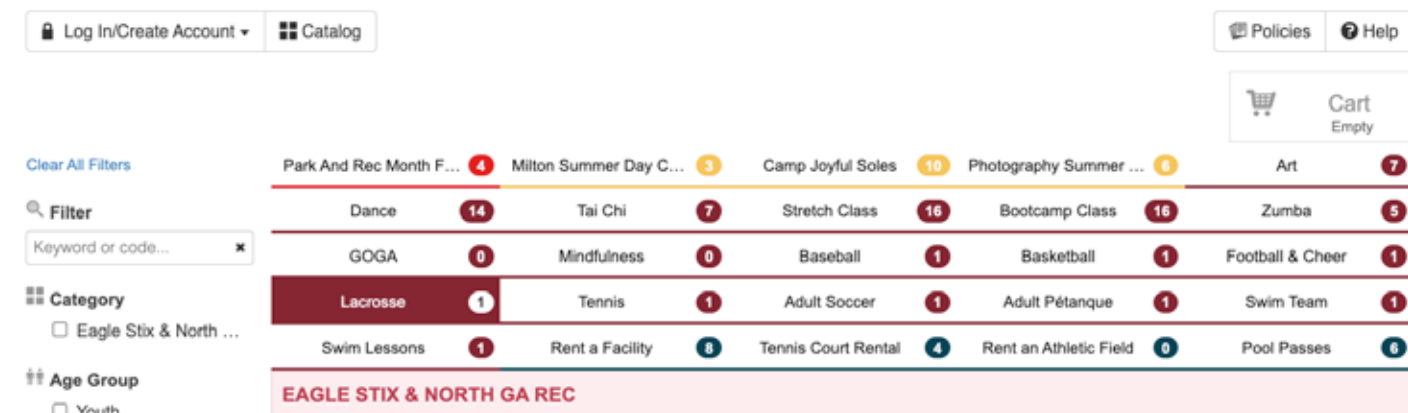 Log In/Create Account Catalog Policies Help
Cart
Empty
Clear All Filters Park And Rec Month F... 4 Milton Summer Day C... 3 Camp Joyful Soles 10 Photography Summer ... 6 Art 7
Filter Dance 14 Tai Chi 7 Stretch Class 16 Bootcamp Class 16 Zumba 5
Keyword or code... GOGA 0 Mindfulness 0 Baseball 1 Basketball 1 Football & Cheer 1
Category Lacrosse 1 Tennis 1 Adult Soccer 1 Adult Pétanque 1 Swim Team 1
Eagle Stix & North ...
Swim Lessons 1 Rent a Facility 8 Tennis Court Rental 4 Rent an Athletic Field 0 Pool Passes 6
Age Group
EAGLE STIX & NORTH GA REC
Youth